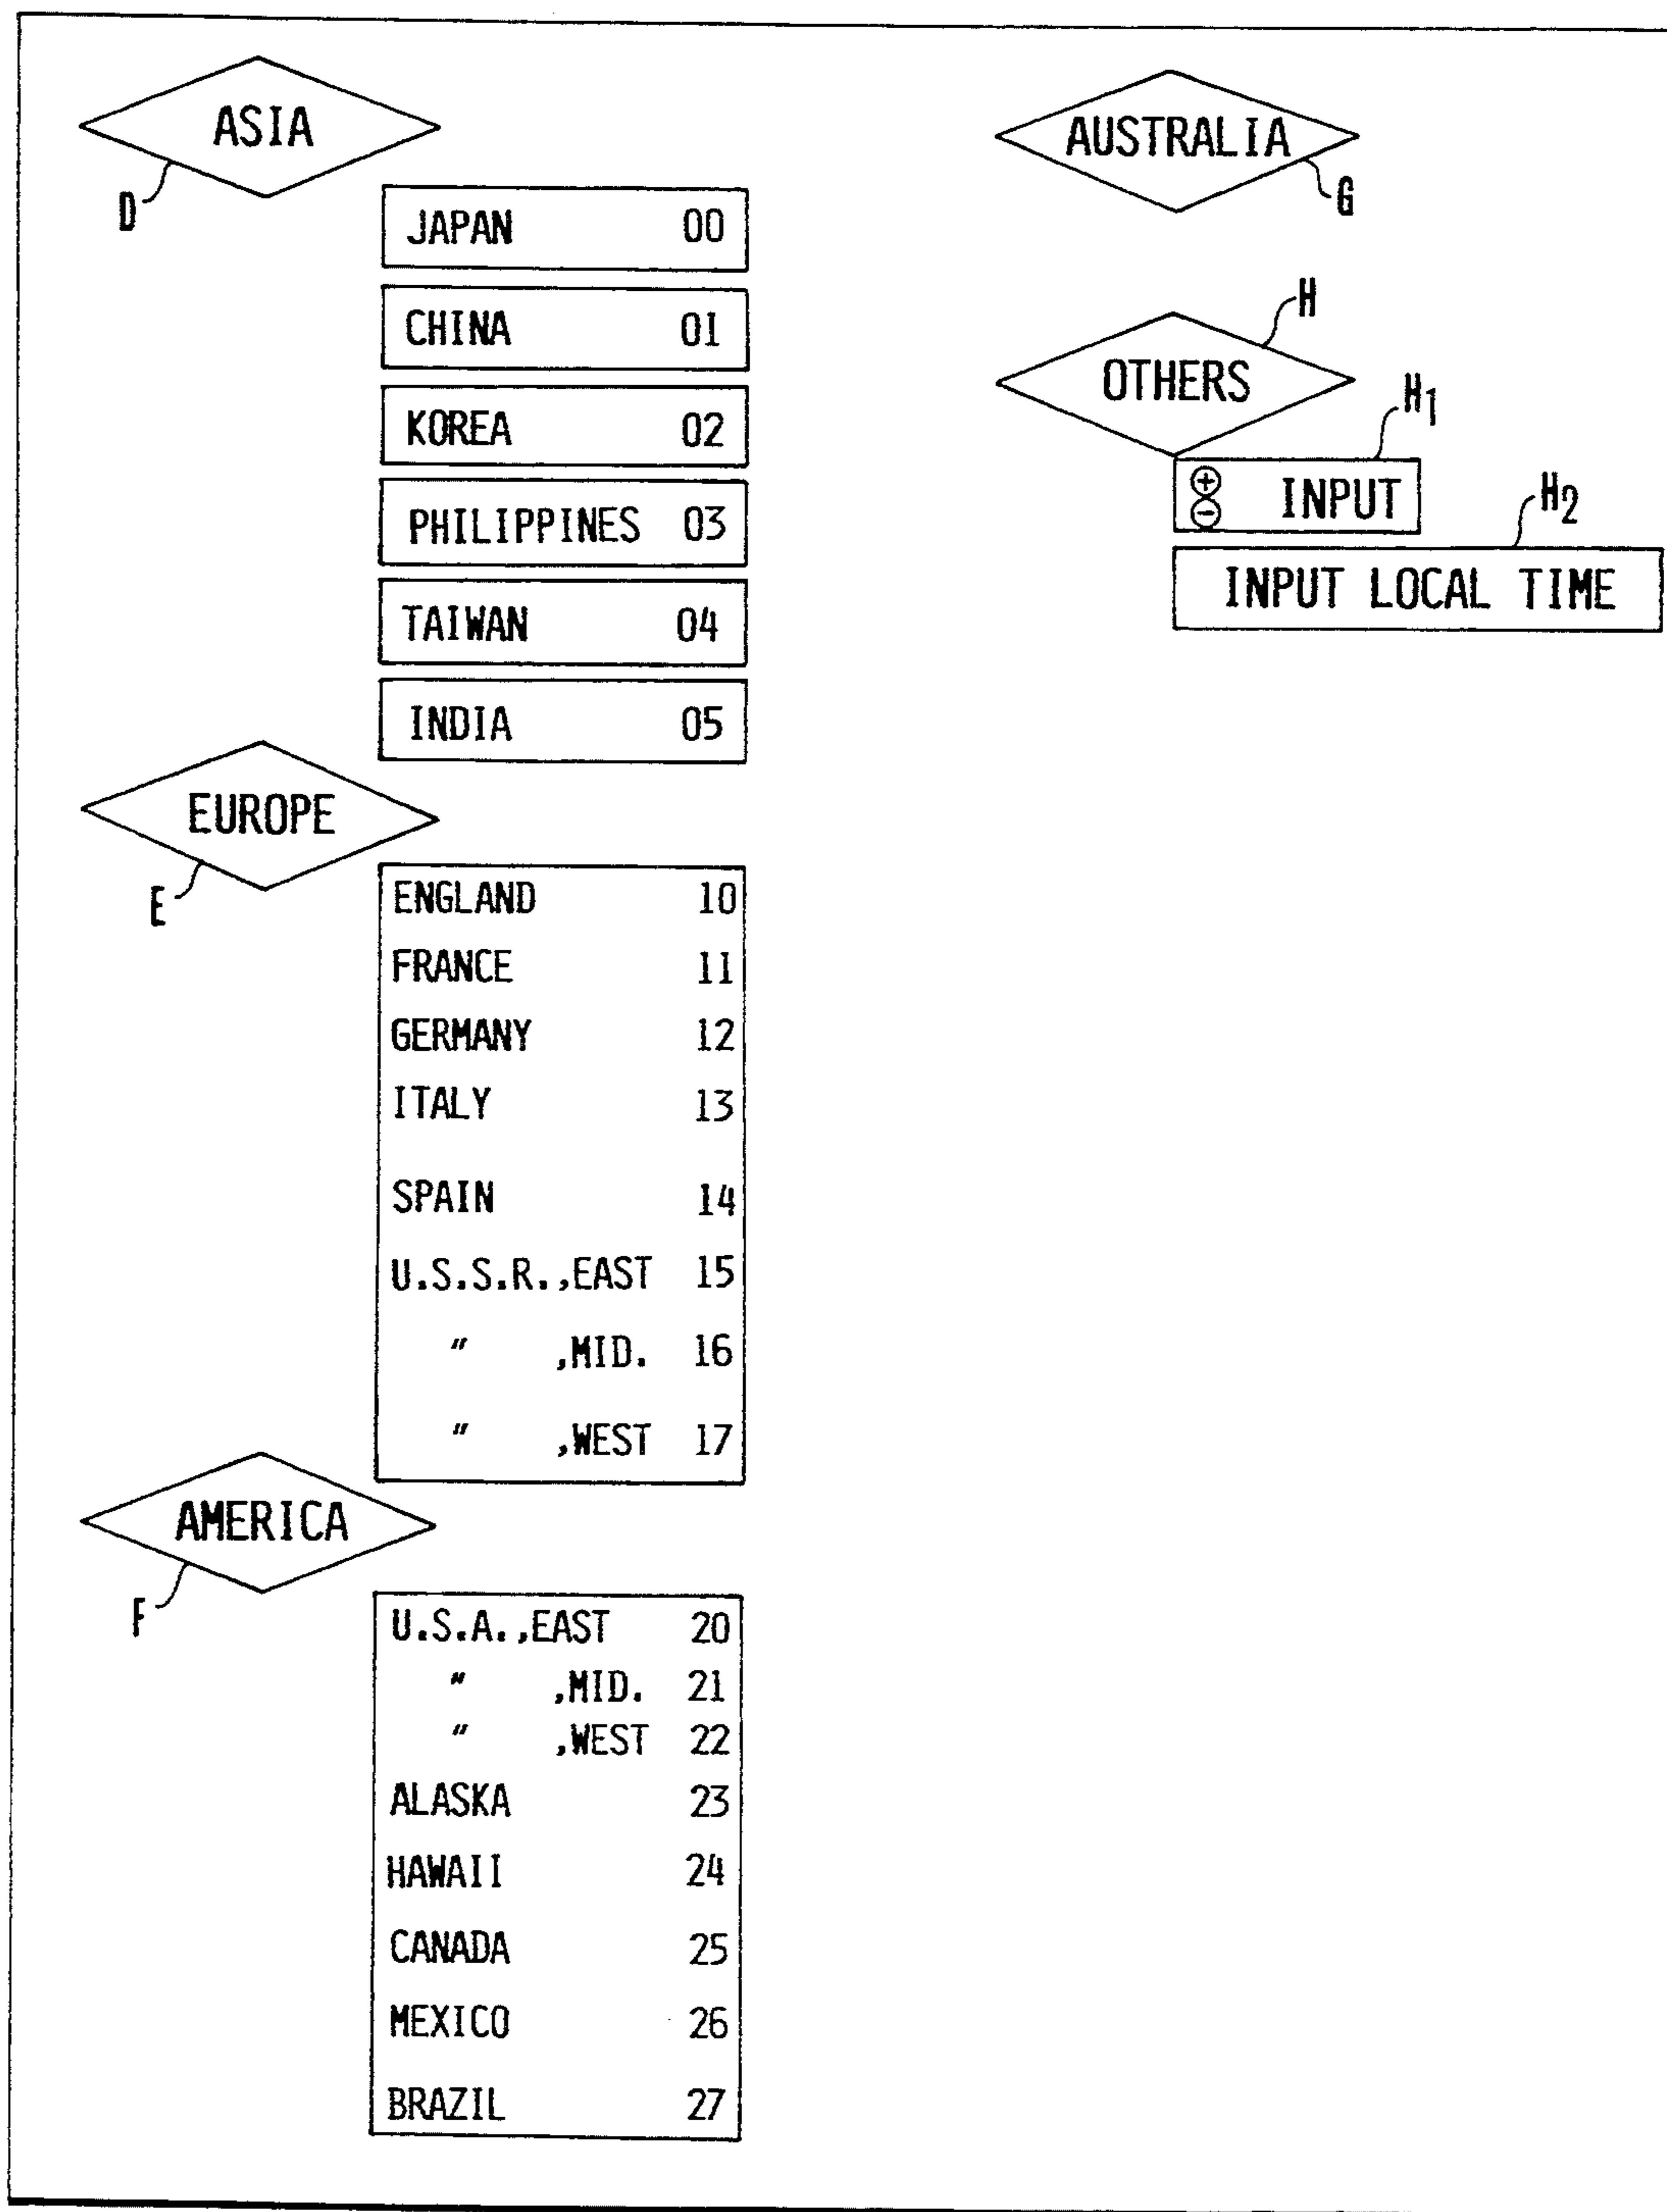 ASIA
D
JAPAN 00
CHINA 01
KOREA 02
PHILIPPINES 03
TAIWAN 04
INDIA 05
EUROPE
E
ENGLAND 10
FRANCE 11
GERMANY 12
ITALY 13
SPAIN 14
U.S.S.R.,EAST 15
" ,MID. 16
" ,WEST 17
AMERICA
F
U.S.A.,EAST 20
" ,MID. 21
" ,WEST 22
ALASKA 23
HAWAII 24
CANADA 25
MEXICO 26
BRAZIL 27
AUSTRALIA
G
H
OTHERS
H1
⊕ ⊖ INPUT
H2
INPUT LOCAL TIME